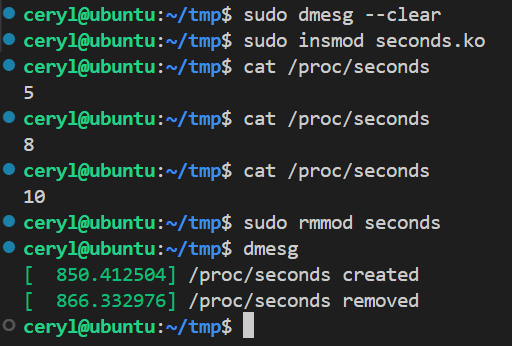 ceryl@ubuntu:~/tmp$ sudo dmesg --clear
ceryl@ubuntu:~/tmp$ sudo insmod seconds.ko
ceryl@ubuntu:~/tmp$ cat /proc/seconds
5
ceryl@ubuntu:~/tmp$ cat /proc/seconds
8
ceryl@ubuntu:~/tmp$ cat /proc/seconds
10
ceryl@ubuntu:~/tmp$ sudo rmmod seconds
ceryl@ubuntu:~/tmp$ dmesg
[  850.412504] /proc/seconds created
[  866.332976] /proc/seconds removed
ceryl@ubuntu:~/tmp$